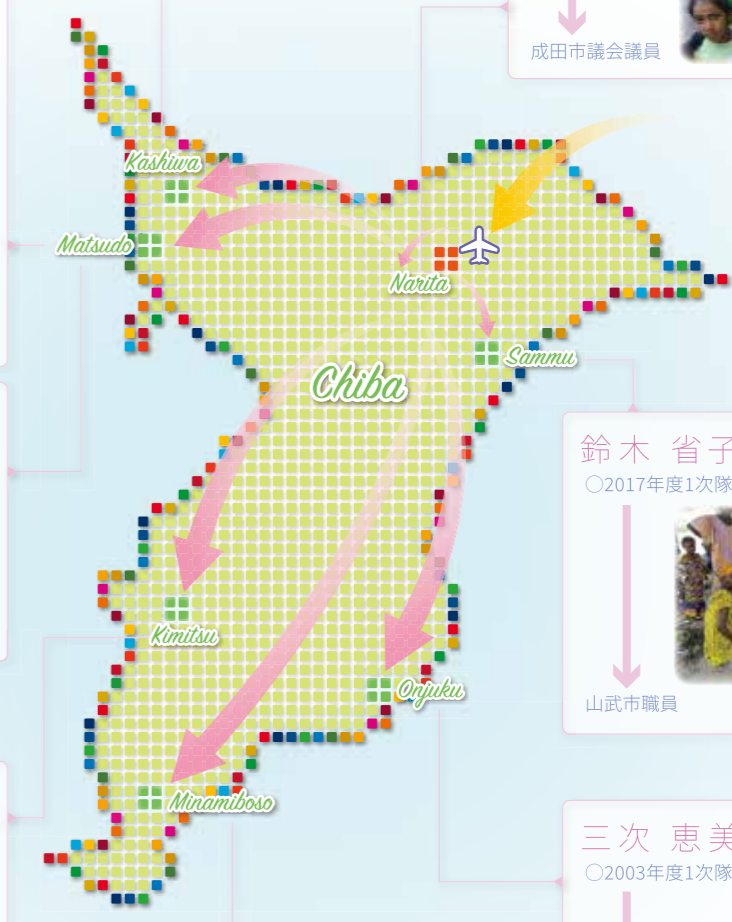 成田市議会議員
Kashiwa
Matsudo
Narita
Sammu
Chiba
鈴木 省子
○2017年度1次隊
山武市職員
Kimitsu
Onjuku
Minamiboso
三次 恵美
○2003年度1次隊